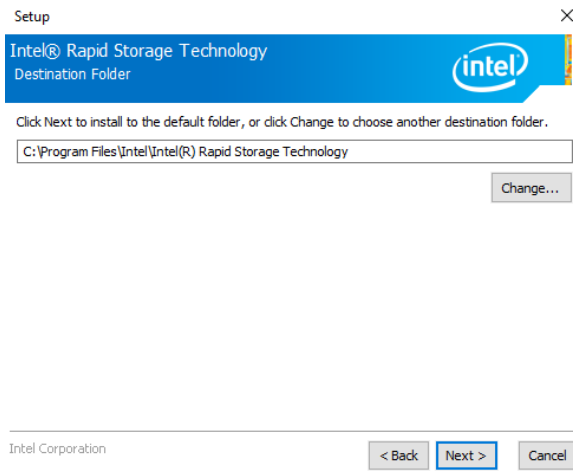 Setup
Intel® Rapid Storage Technology
Destination Folder
intel
Click Next to install to the default folder, or click Change to choose another destination folder.
C:\Program Files\Intel\Intel(R) Rapid Storage Technology
Change...
Intel Corporation
< Back Next > Cancel